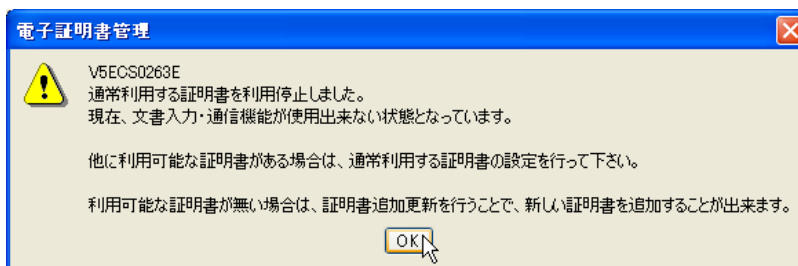 電子証明書管理
V5ECS0263E
通常利用する証明書を利用停止しました。
現在、文書入力・通信機能が使用出来ない状態となっています。
他に利用可能な証明書がある場合は、通常利用する証明書の設定を行って下さい。
利用可能な証明書が無い場合は、証明書追加更新を行うことで、新しい証明書を追加することが出来ます。
OK